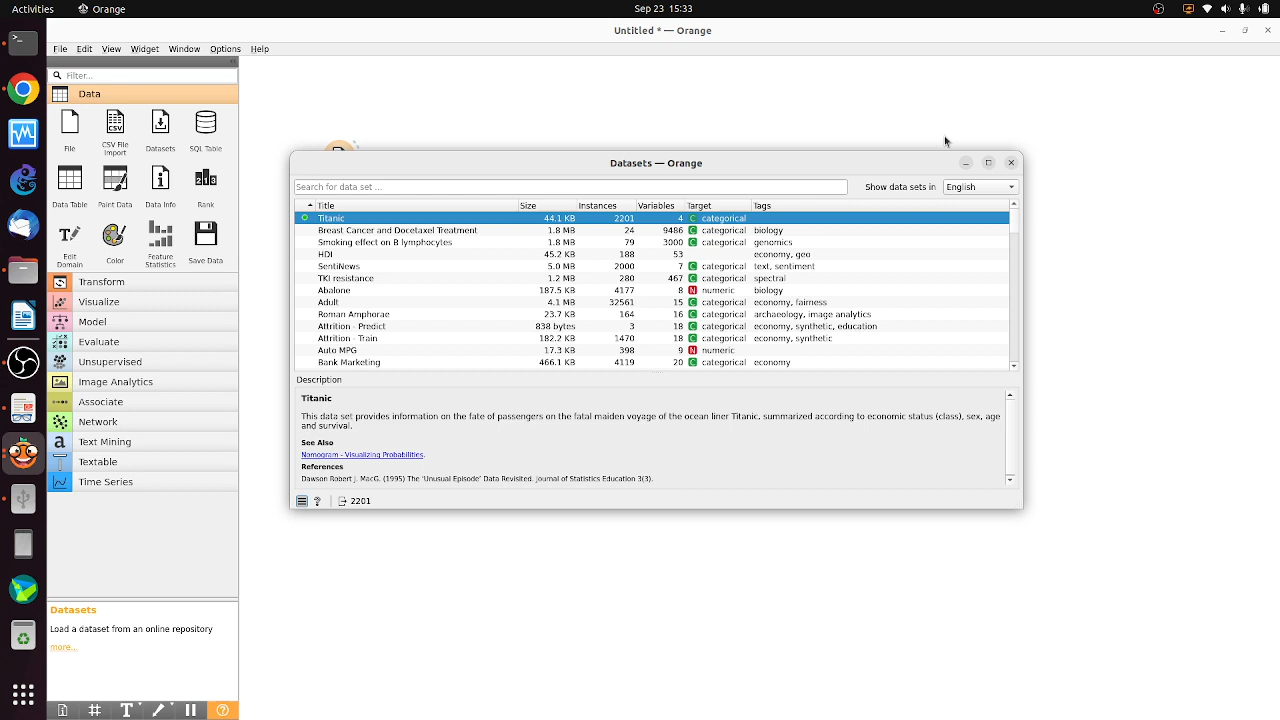 Activities Orange Sep 23 15:33
Untitled * — Orange
File Edit View Widget Window Options Help
Filter...
Data
File CSV File Import Datasets SQL Table
Data Table Paint Data Data Info Rank
Edit Domain Color Feature Statistics Save Data
Transform
Visualize
Model
Evaluate
Unsupervised
Image Analytics
Associate
Network
Text Mining
Textable
Time Series
Datasets
Load a dataset from an online repository
more...
Datasets — Orange
Search for data set ... Show data sets in English
Title Size Instances Variables Target Tags
Titanic 44.1 KB 2201 4 C categorical
Breast Cancer and Docetaxel Treatment 1.8 MB 24 9486 C categorical biology
Smoking effect on B lymphocytes 1.8 MB 79 3000 C categorical genomics
HDI 45.2 KB 188 53 economy, geo
SentiNews 5.0 MB 2000 7 C categorical text, sentiment
TKI resistance 1.2 MB 280 467 C categorical spectral
Abalone 187.5 KB 4177 8 N numeric biology
Adult 4.1 MB 32561 15 C categorical economy, fairness
Roman Amphorae 23.7 KB 164 16 C categorical archaeology, image analytics
Attrition - Predict 838 bytes 3 18 C categorical economy, synthetic, education
Attrition - Train 182.2 KB 1470 18 C categorical economy, synthetic
Auto MPG 17.3 KB 398 9 N numeric
Bank Marketing 466.1 KB 4119 20 C categorical economy
Description
Titanic
This data set provides information on the fate of passengers on the fatal maiden voyage of the ocean liner Titanic, summarized according to economic status (class), sex, age
and survival.
See Also
Nomogram - Visualizing Probabilities.
References
Dawson Robert J. MacG. (1995) The 'Unusual Episode' Data Revisited. Journal of Statistics Education 3(3).
? 2201